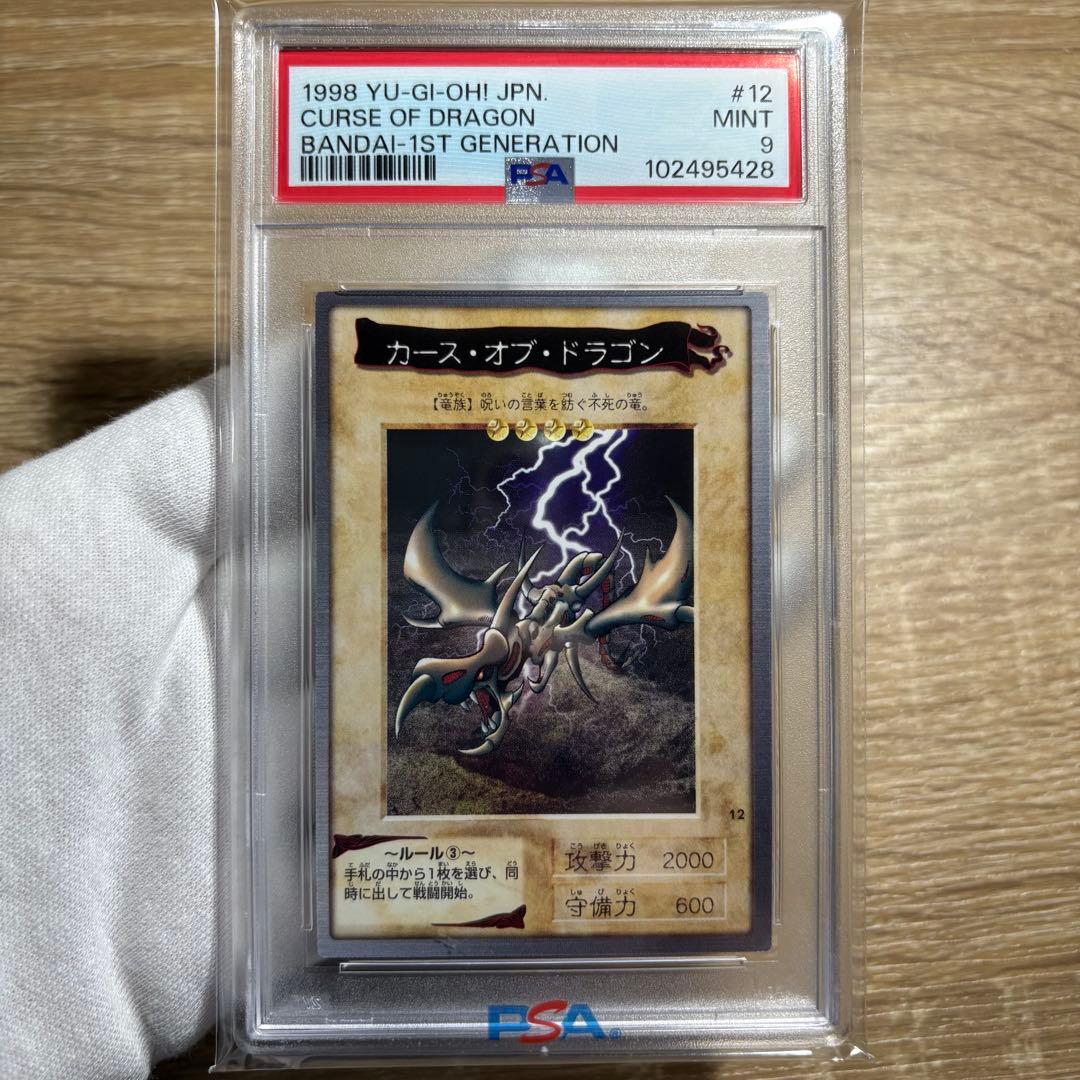 1998 YU-GI-OH! JPN. #12
CURSE OF DRAGON MINT
BANDAI-1ST GENERATION 9
PSA 102495428
カース・オブ・ドラゴン
【竜族】呪いの言葉を紡ぐ不死の竜。
12
～ルール③～
手札の中から1枚を選び、同
時に出して戦闘開始。
攻撃力 2000
守備力 600
PSA®